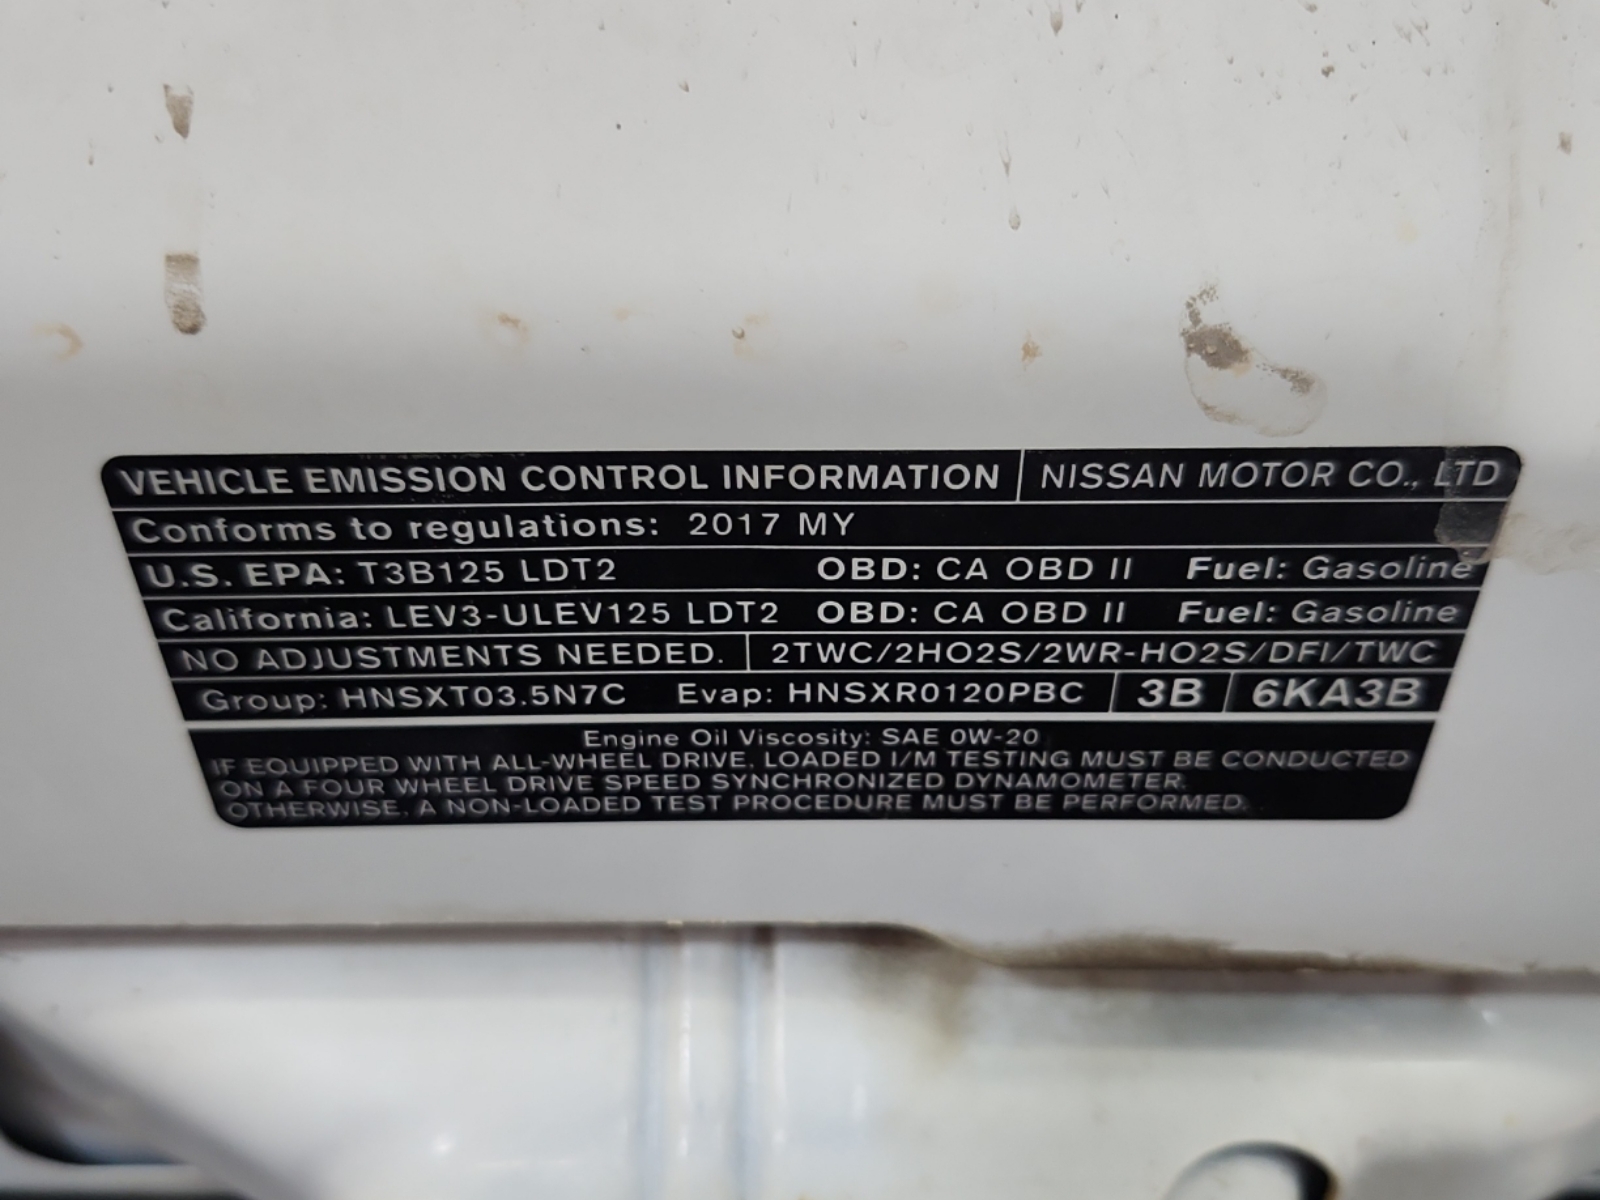 VEHICLE EMISSION CONTROL INFORMATION NISSAN MOTOR CO., LTD
Conforms to regulations: 2017 MY
U.S. EPA: T3B125 LDT2 OBD: CA OBD II Fuel: Gasoline
California: LEV3-ULEV125 LDT2 OBD: CA OBD II Fuel: Gasoline
NO ADJUSTMENTS NEEDED. 2TWC/2HO2S/2WR-HO2S/DFI/TWC
Group: HNSXT03.5N7C Evap: HNSXR0120PBC 3B 6KA3B
Engine Oil Viscosity: SAE 0W-20
IF EQUIPPED WITH ALL-WHEEL DRIVE, LOADED I/M TESTING MUST BE CONDUCTED
ON A FOUR WHEEL DRIVE SPEED SYNCHRONIZED DYNAMOMETER.
OTHERWISE, A NON-LOADED TEST PROCEDURE MUST BE PERFORMED.